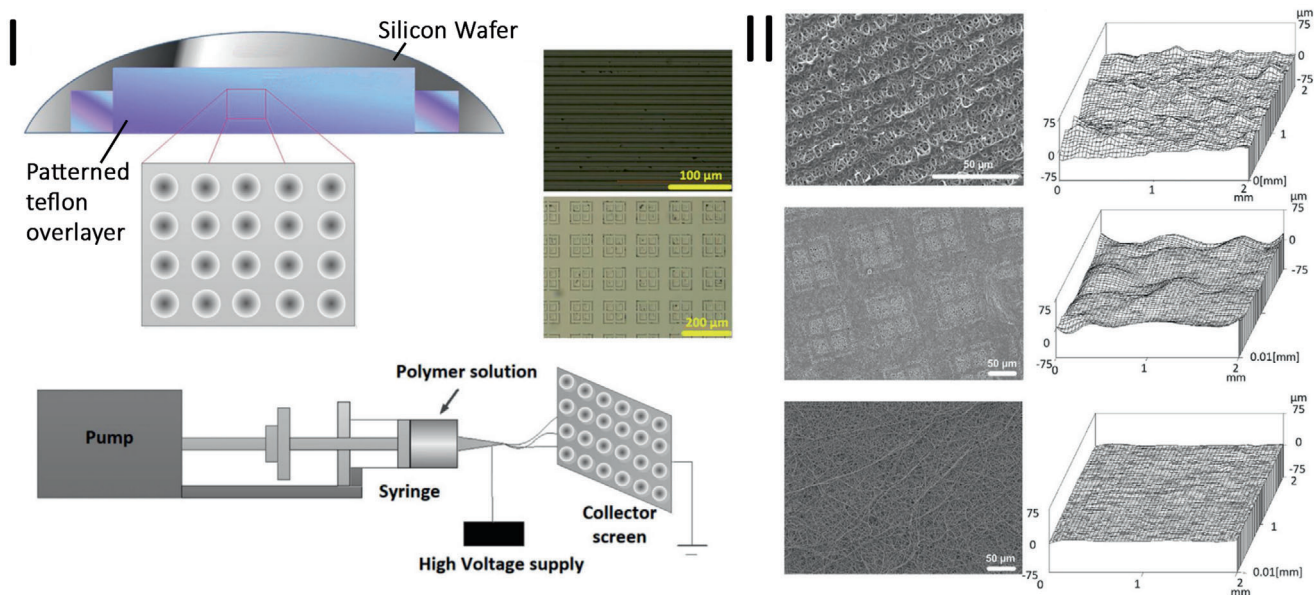 I
Silicon Wafer
Patterned
teflon
overlayer
100 µm
200 µm
Pump
Polymer solution
Syringe
High Voltage supply
Collector
screen
II
50 µm
µm
75
0
-75
2
1
0[mm]
75
0
-75
0
1
2
mm
50 µm
µm
75
0
-75
75
0
-75
0
1
2
mm
0.01[mm]
50 µm
µm
75
0
-75
2
1
0.01[mm]
75
0
-75
0
1
2
mm